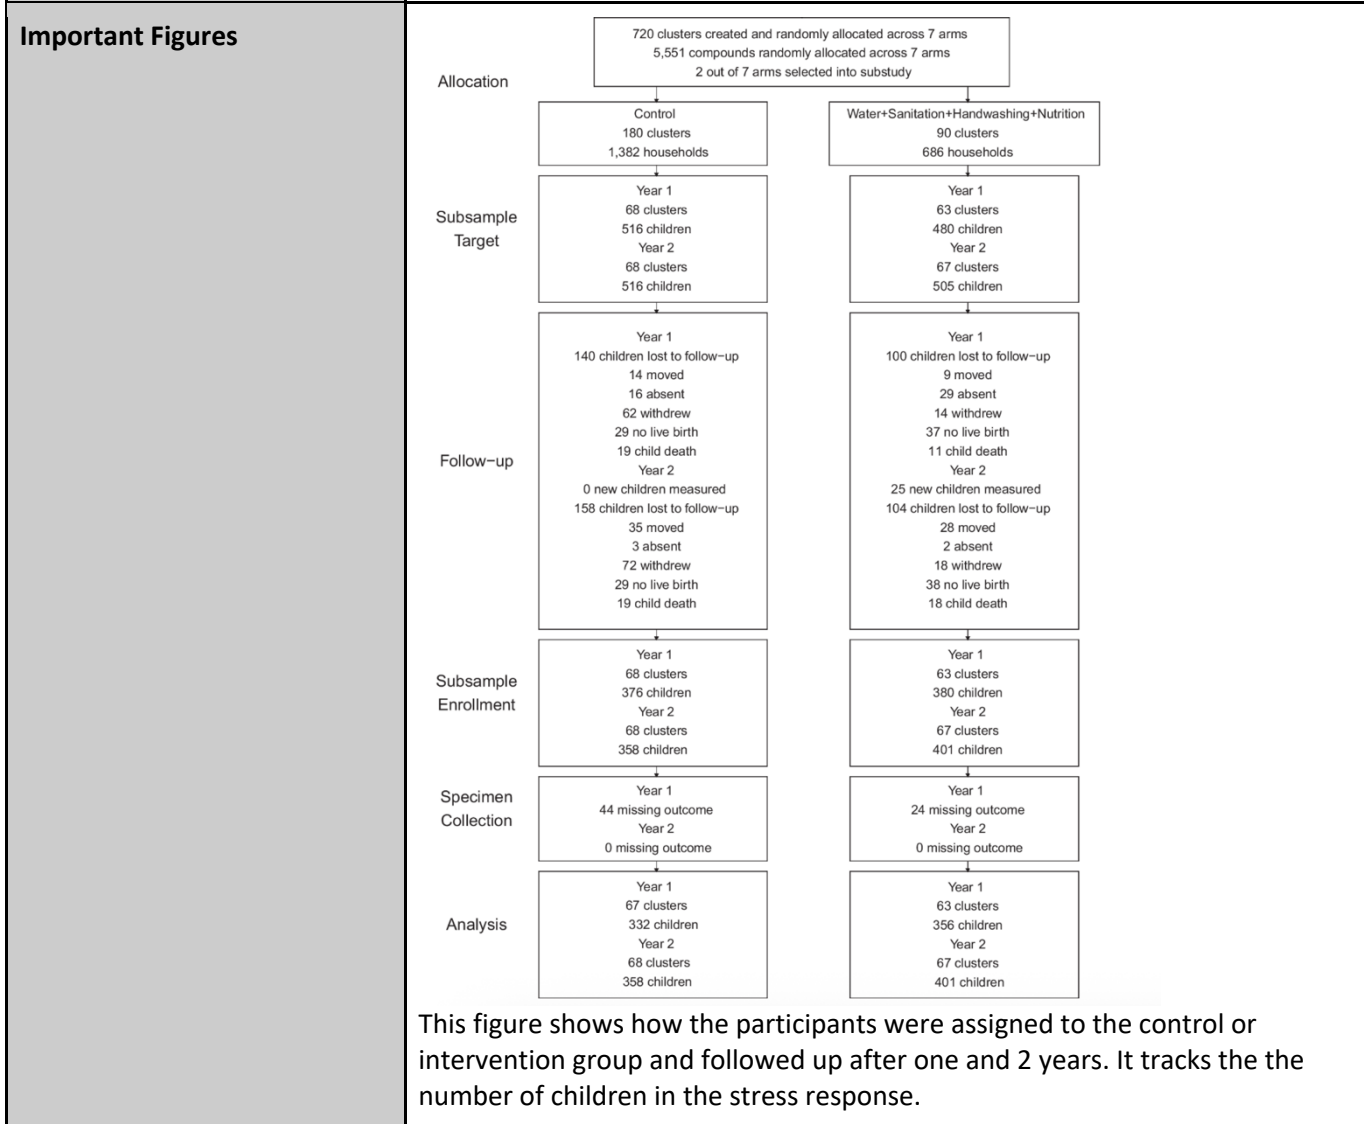 Important Figures
720 clusters created and randomly allocated across 7 arms
5,551 compounds randomly allocated across 7 arms
2 out of 7 arms selected into substudy
Allocation
Control
180 clusters
1,382 households
Water+Sanitation+Handwashing+Nutrition
90 clusters
686 households
Subsample
Target
Year 1
68 clusters
516 children
Year 2
68 clusters
516 children
Year 1
63 clusters
480 children
Year 2
67 clusters
505 children
Follow−up
Year 1
140 children lost to follow−up
14 moved
16 absent
62 withdrew
29 no live birth
19 child death
Year 2
0 new children measured
158 children lost to follow−up
35 moved
3 absent
72 withdrew
29 no live birth
19 child death
Year 1
100 children lost to follow−up
9 moved
29 absent
14 withdrew
37 no live birth
11 child death
Year 2
25 new children measured
104 children lost to follow−up
28 moved
2 absent
18 withdrew
38 no live birth
18 child death
Subsample
Enrollment
Year 1
68 clusters
376 children
Year 2
68 clusters
358 children
Year 1
63 clusters
380 children
Year 2
67 clusters
401 children
Specimen
Collection
Year 1
44 missing outcome
Year 2
0 missing outcome
Year 1
24 missing outcome
Year 2
0 missing outcome
Analysis
Year 1
67 clusters
332 children
Year 2
68 clusters
358 children
Year 1
63 clusters
356 children
Year 2
67 clusters
401 children
This figure shows how the participants were assigned to the control or
intervention group and followed up after one and 2 years. It tracks the the
number of children in the stress response.